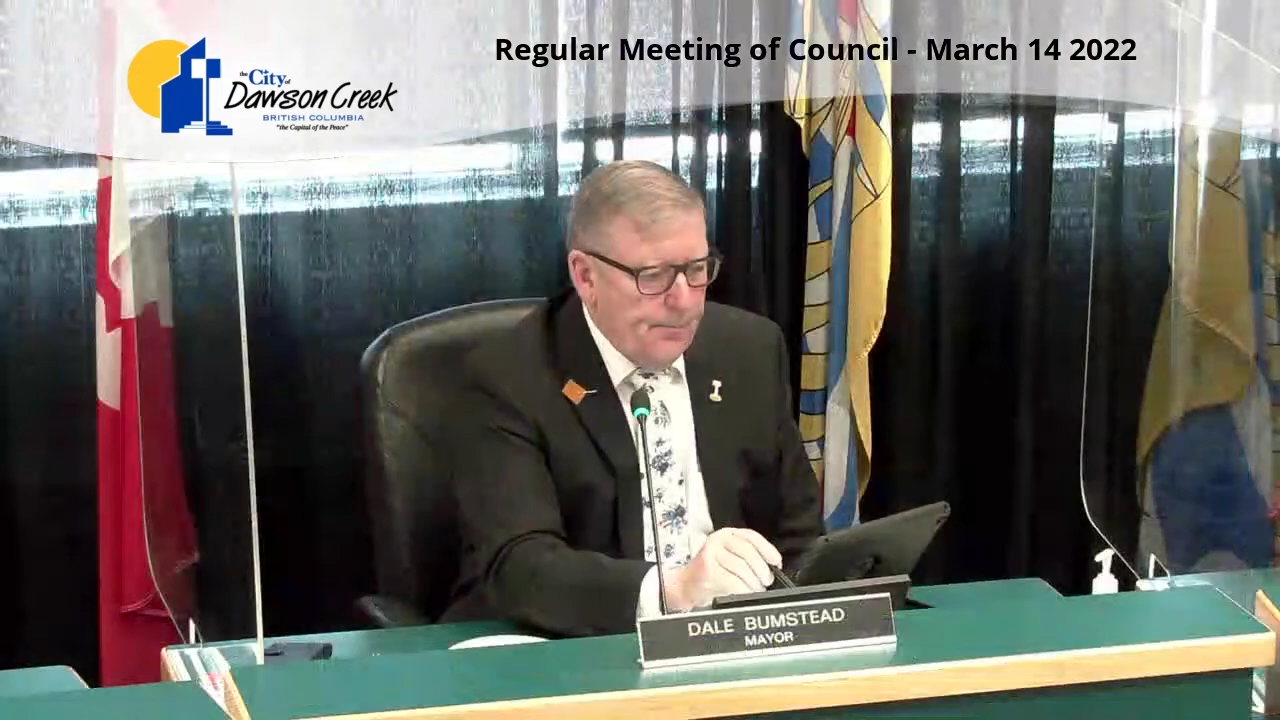 Regular Meeting of Council - March 14 2022
the City of
Dawson Creek
BRITISH COLUMBIA
"the Capital of the Peace"
DALE BUMSTEAD
MAYOR